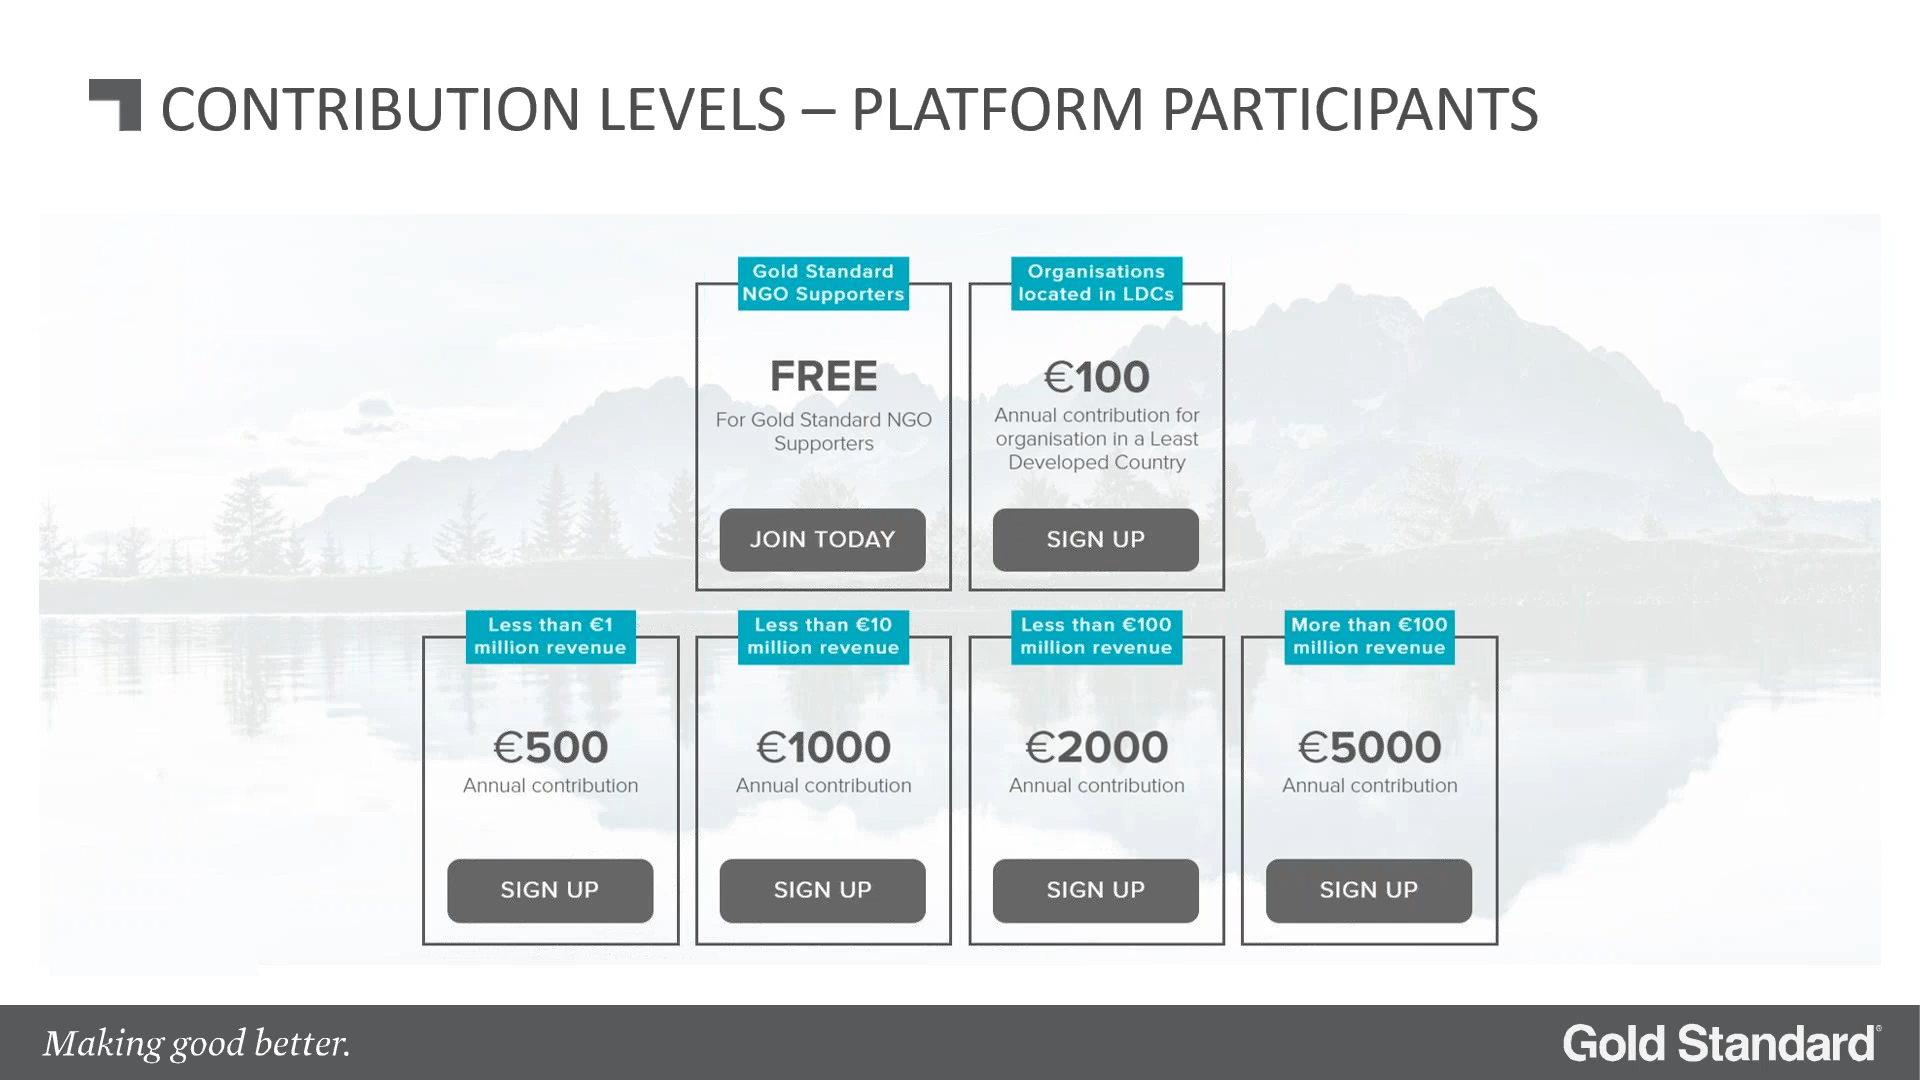 CONTRIBUTION LEVELS – PLATFORM PARTICIPANTS
Gold Standard
NGO Supporters
FREE
For Gold Standard NGO
Supporters
JOIN TODAY
Organisations
located in LDCs
€100
Annual contribution for
organisation in a Least
Developed Country
SIGN UP
Less than €1
million revenue
€500
Annual contribution
SIGN UP
Less than €10
million revenue
€1000
Annual contribution
SIGN UP
Less than €100
million revenue
€2000
Annual contribution
SIGN UP
More than €100
million revenue
€5000
Annual contribution
SIGN UP
Making good better.
Gold Standard®